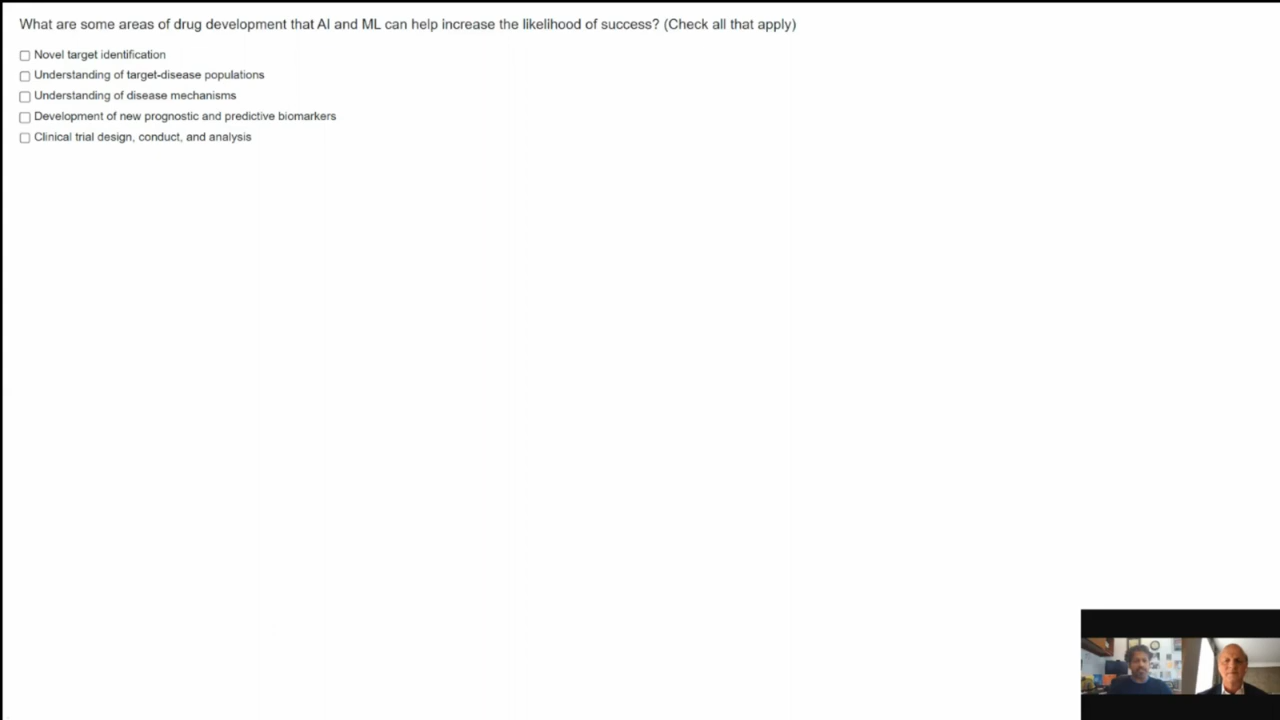 What are some areas of drug development that AI and ML can help increase the likelihood of success? (Check all that apply)
Novel target identification
Understanding of target-disease populations
Understanding of disease mechanisms
Development of new prognostic and predictive biomarkers
Clinical trial design, conduct, and analysis